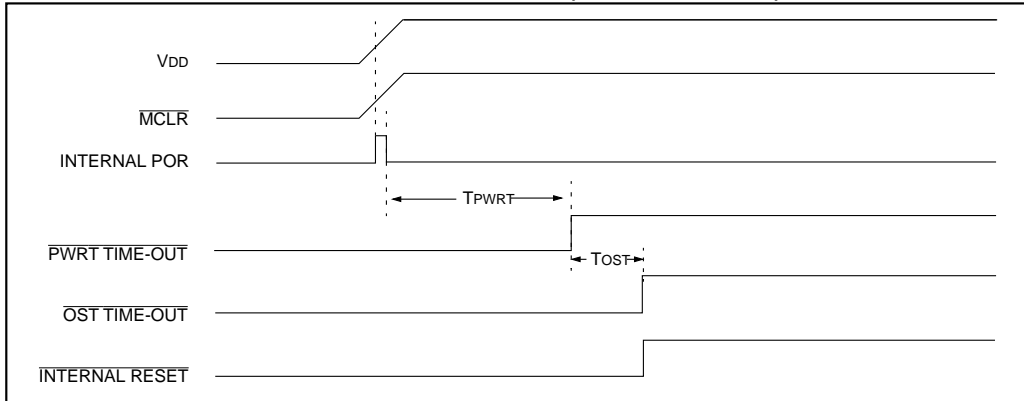 VDD
MCLR
INTERNAL POR
TPWRT
PWRT TIME-OUT
TOST
OST TIME-OUT
INTERNAL RESET